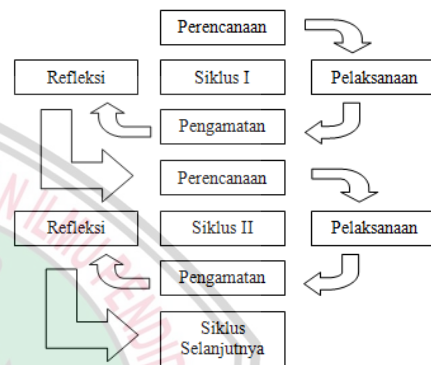 Perencanaan
Refleksi
Siklus I
Pelaksanaan
Pengamatan
Perencanaan
Refleksi
Siklus II
Pelaksanaan
Pengamatan
Siklus
Selanjutnya